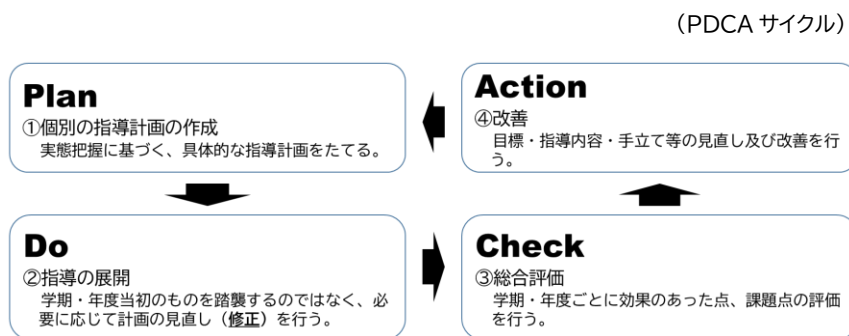 (PDCA サイクル)
Plan
①個別の指導計画の作成
実態把握に基づく、具体的な指導計画をたてる。
Action
④改善
目標・指導内容・手立て等の見直し及び改善を行
う。
Do
②指導の展開
学期・年度当初のものを踏襲するのではなく、必
要に応じて計画の見直し（修正）を行う。
Check
③総合評価
学期・年度ごとに効果のあった点、課題点の評価
を行う。